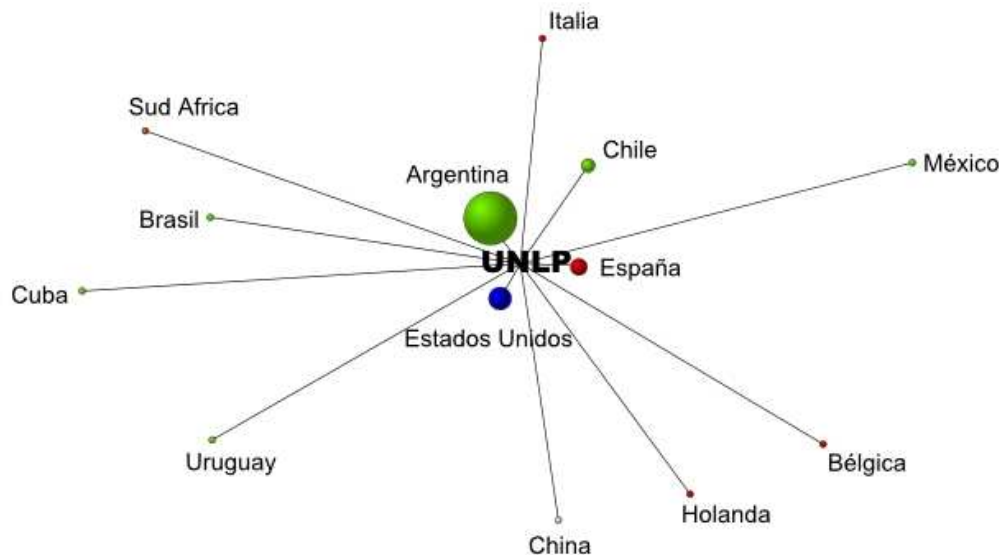 Italia
Sud Africa
Chile
México
Argentina
Brasil
UNLP
España
Cuba
Estados Unidos
Uruguay
Bélgica
Holanda
China